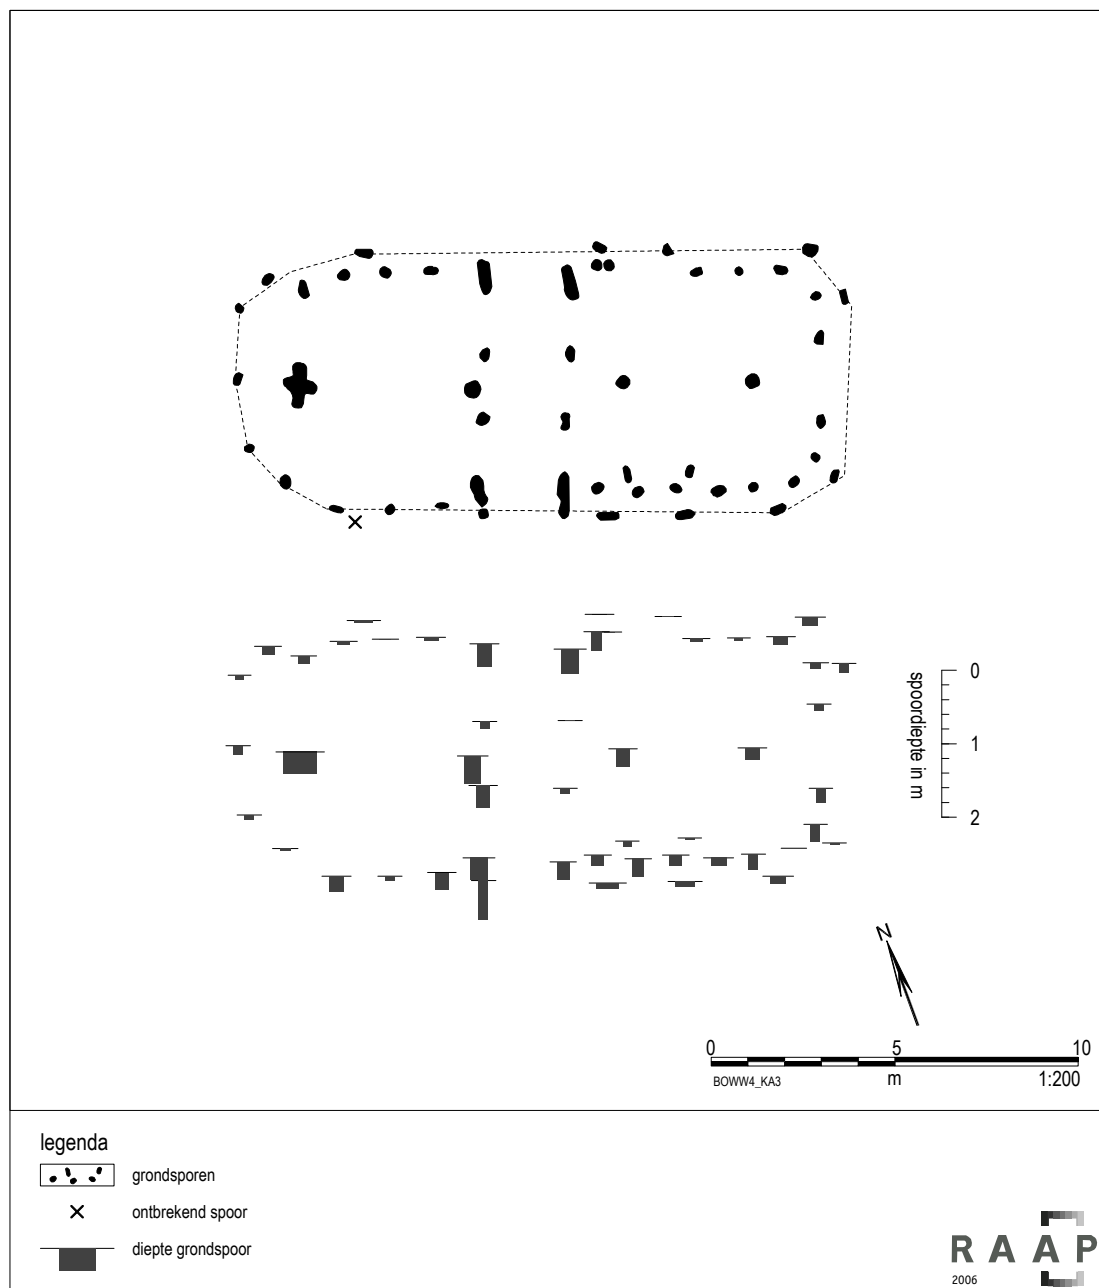 0
1
2
spoordiepte in m
N
0 5 10
BOWW4_KA3 m 1:200
legenda
grondsporen
ontbrekend spoor
diepte grondspoor
RAAP
2006